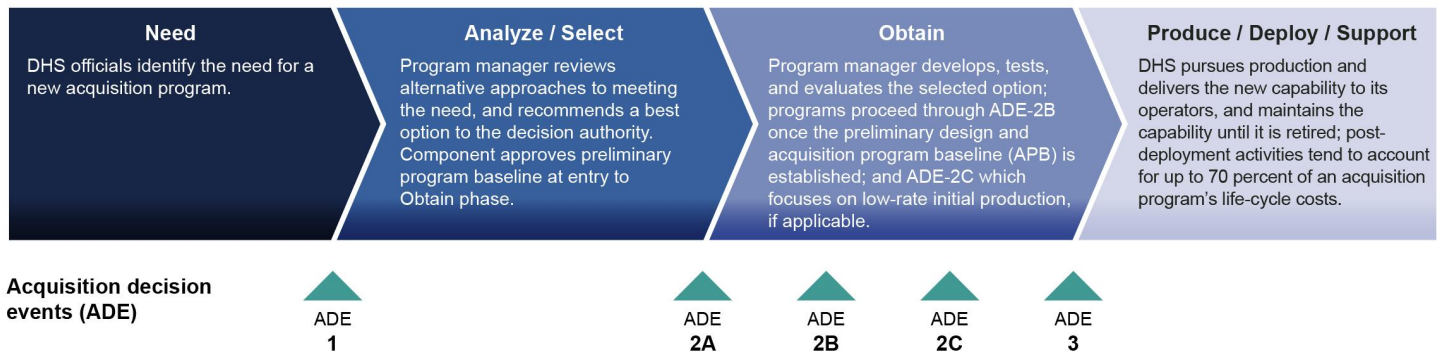 Need
DHS officials identify the need for a
new acquisition program.
Analyze / Select
Program manager reviews
alternative approaches to meeting
the need, and recommends a best
option to the decision authority.
Component approves preliminary
program baseline at entry to
Obtain phase.
Obtain
Program manager develops, tests,
and evaluates the selected option;
programs proceed through ADE-2B
once the preliminary design and
acquisition program baseline (APB) is
established; and ADE-2C which
focuses on low-rate initial production,
if applicable.
Produce / Deploy / Support
DHS pursues production and
delivers the new capability to its
operators, and maintains the
capability until it is retired; post-
deployment activities tend to account
for up to 70 percent of an acquisition
program’s life-cycle costs.
Acquisition decision
events (ADE)
ADE
1
ADE
2A
ADE
2B
ADE
2C
ADE
3